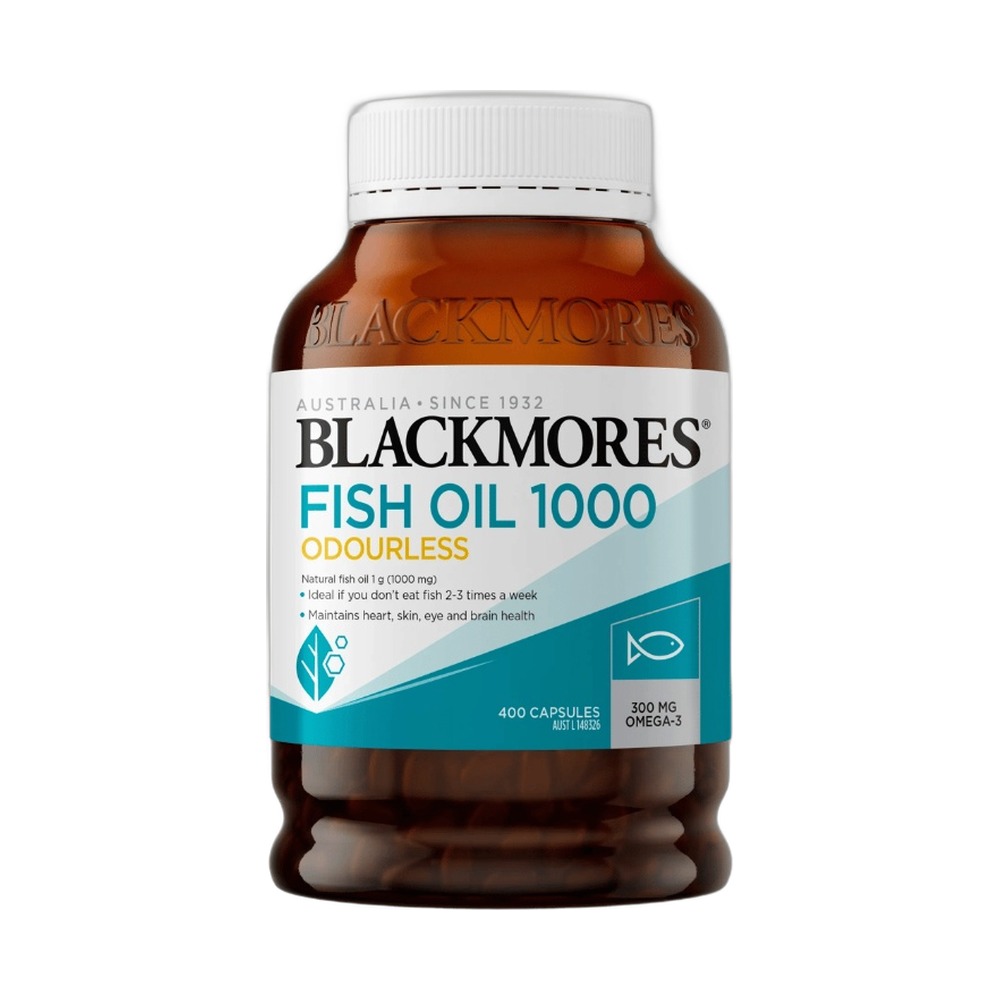 BLACKMORES
AUSTRALIA • SINCE 1932
BLACKMORES®
FISH OIL 1000
ODOURLESS
Natural fish oil 1 g (1000 mg)
• Ideal if you don't eat fish 2-3 times a week
• Maintains heart, skin, eye and brain health
400 CAPSULES
AUST L 148326
300 MG
OMEGA-3